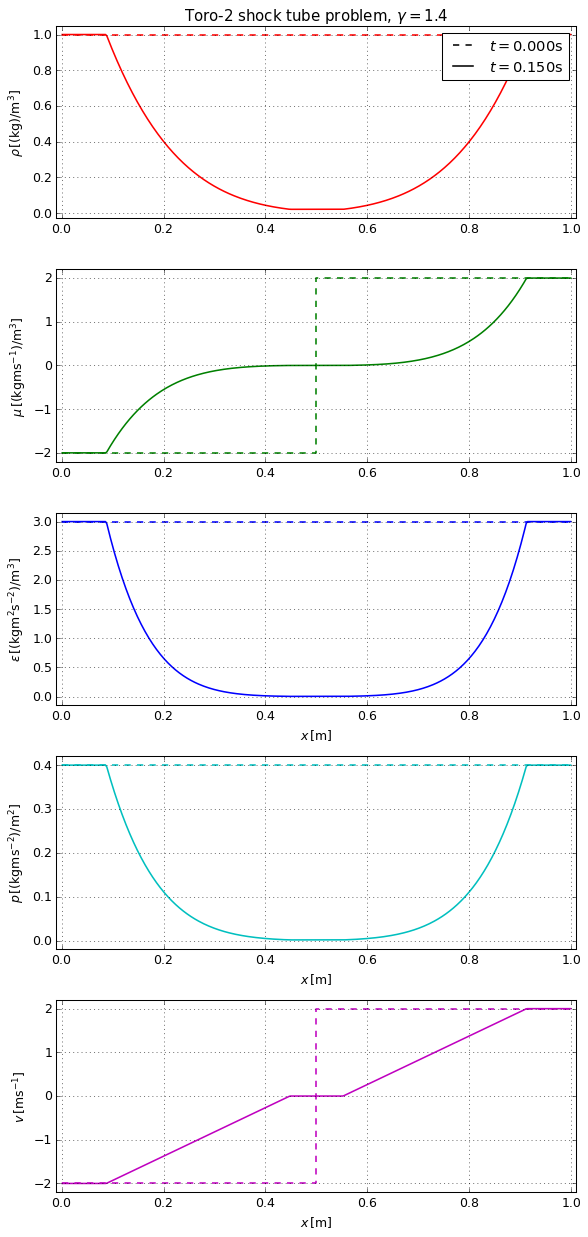 Toro-2 shock tube problem, γ = 1.4
ρ [(kg)/m³]
1.0
0.8
0.6
0.4
0.2
0.0
t = 0.000s
t = 0.150s
0.0 0.2 0.4 0.6 0.8 1.0
μ [(kgms⁻¹)/m³]
2
1
0
−1
−2
0.0 0.2 0.4 0.6 0.8 1.0
ε [(kgm²s⁻²)/m³]
3.0
2.5
2.0
1.5
1.0
0.5
0.0
0.0 0.2 0.4 0.6 0.8 1.0
x [m]
p [(kgms⁻²)/m²]
0.4
0.3
0.2
0.1
0.0
0.0 0.2 0.4 0.6 0.8 1.0
x [m]
v [ms⁻¹]
2
1
0
−1
−2
0.0 0.2 0.4 0.6 0.8 1.0
x [m]